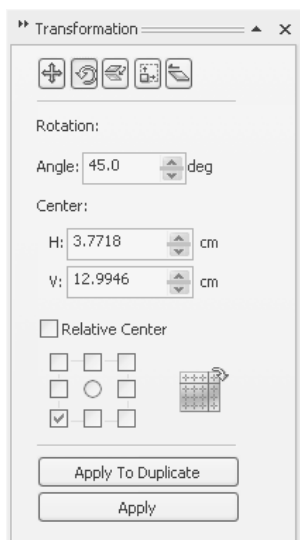 Transformation
Rotation:
Angle: 45.0 deg
Center:
H: 3.7718 cm
V: 12.9946 cm
Relative Center
Apply To Duplicate
Apply